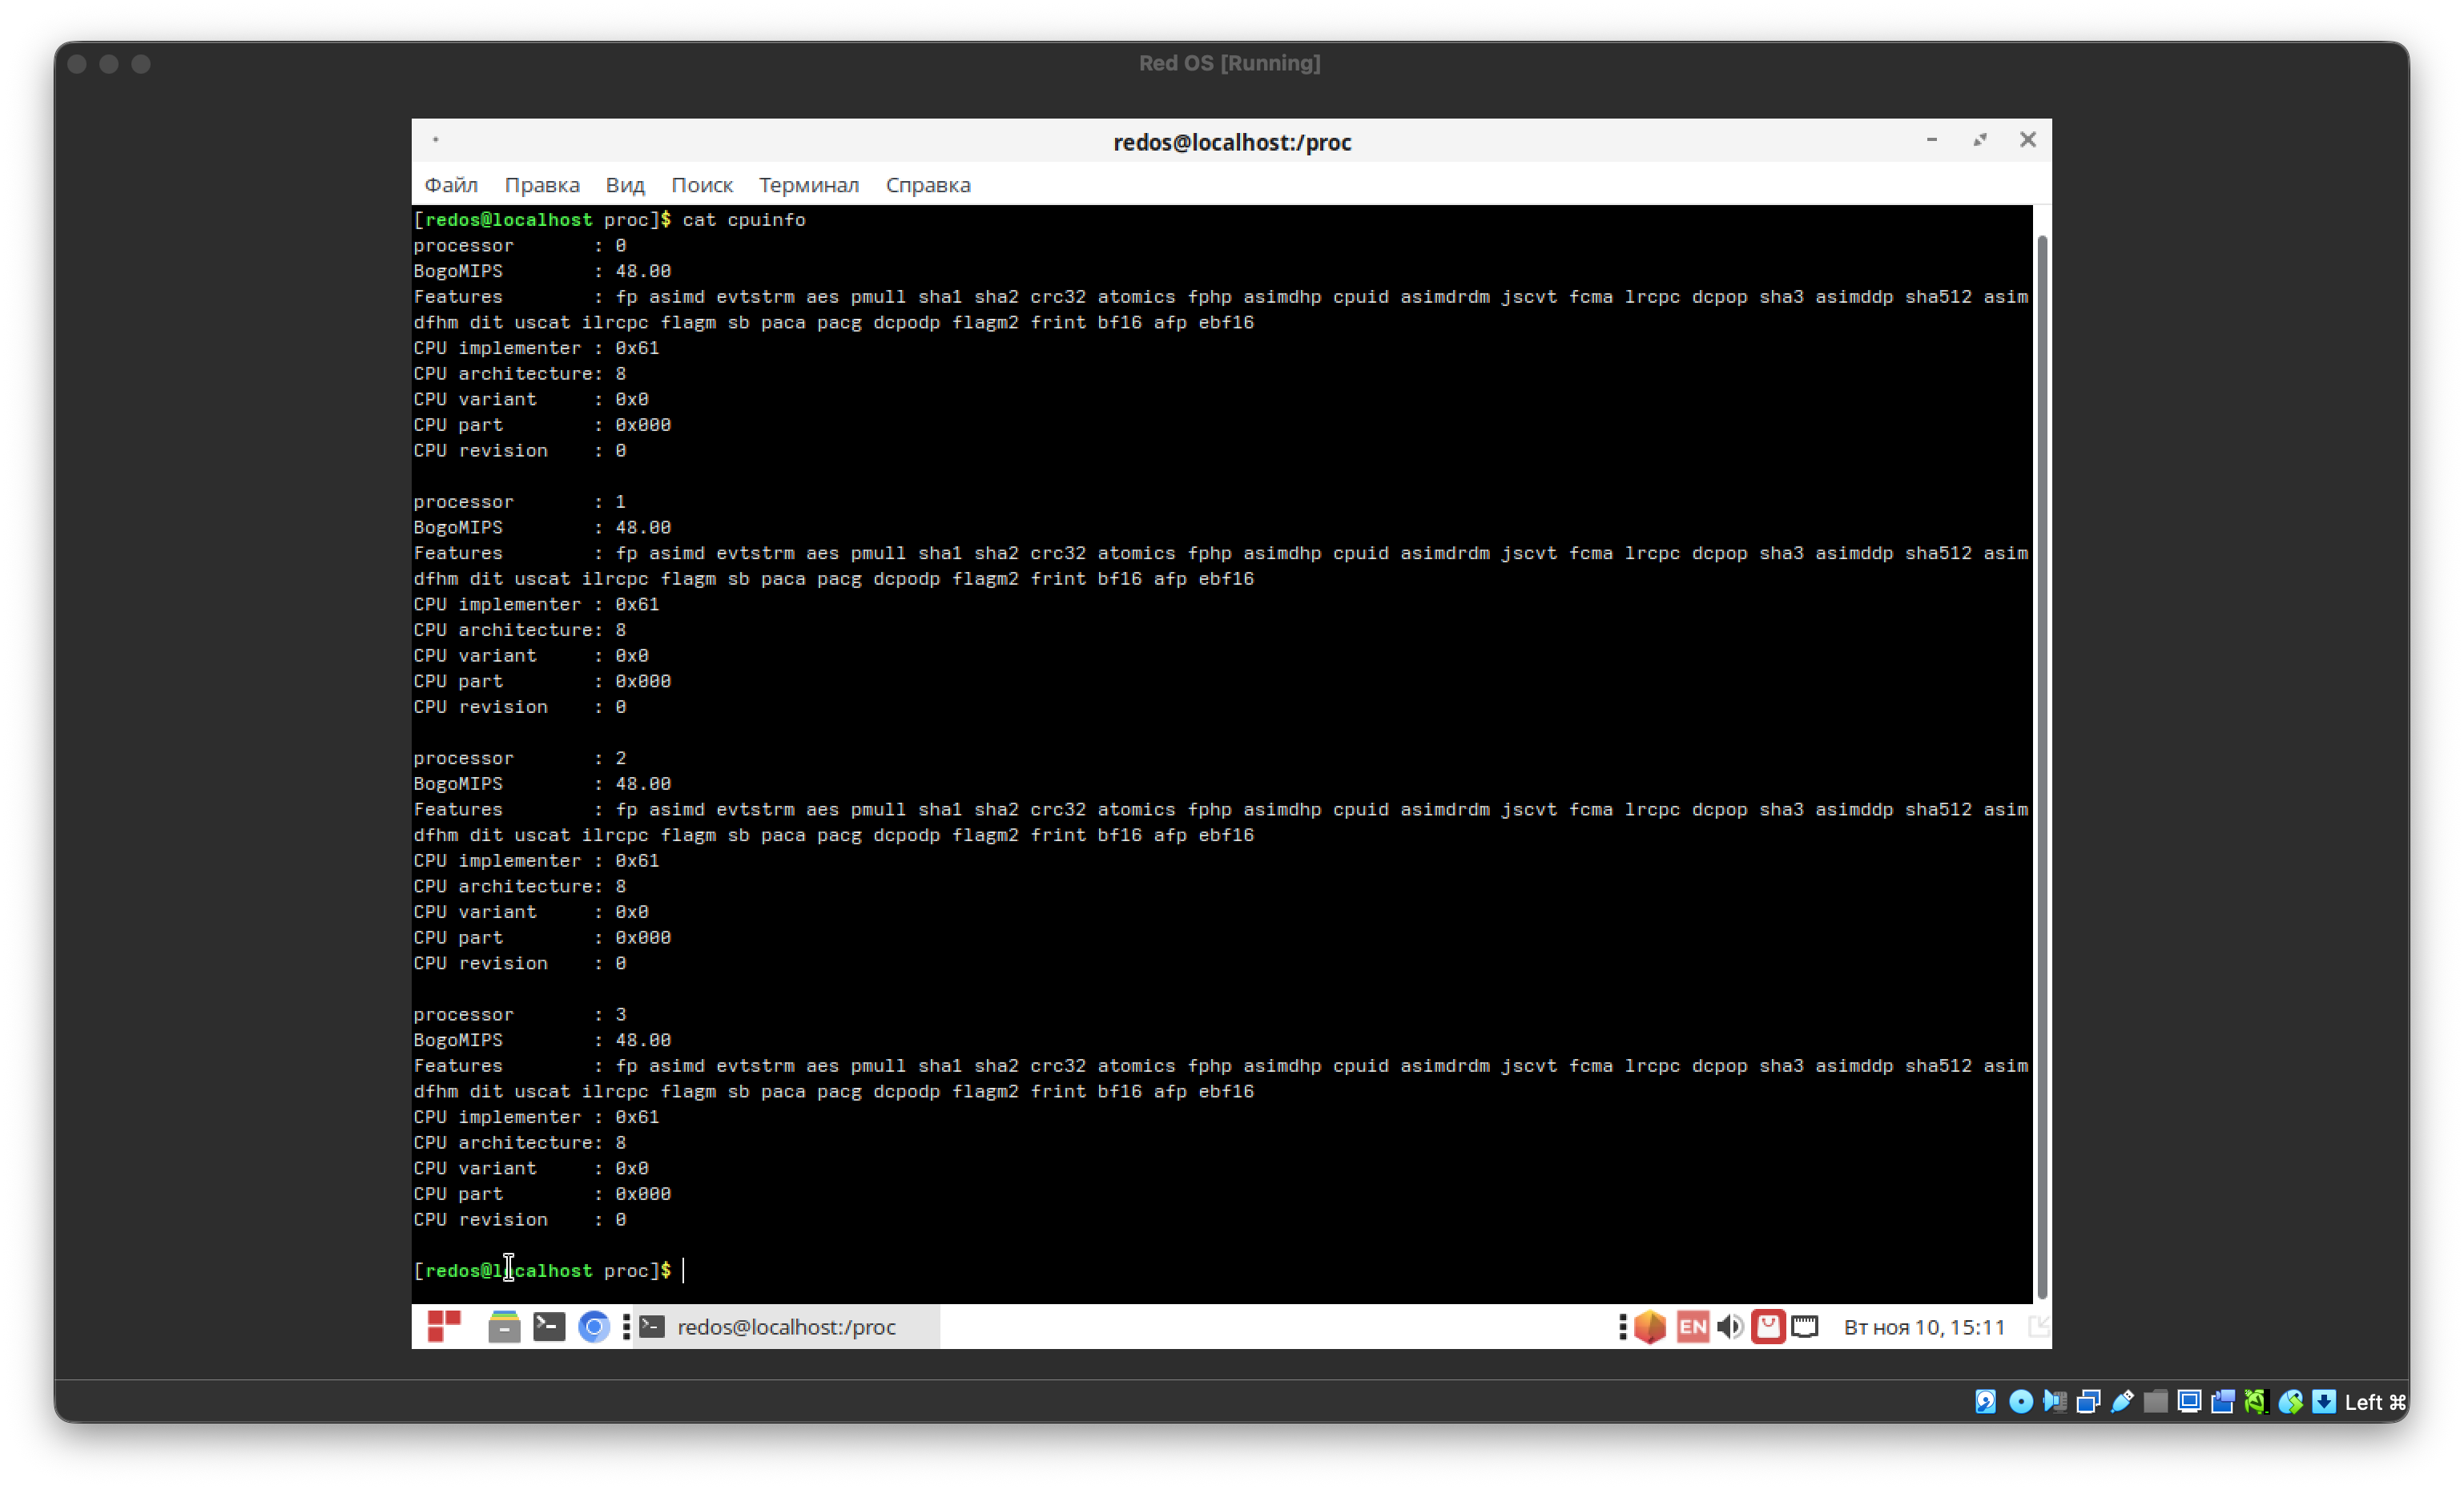 Red OS [Running]
redos@localhost:/proc
Файл Правка Вид Поиск Терминал Справка
[redos@localhost proc]$ cat cpuinfo
processor : 0
BogoMIPS : 48.00
Features : fp asimd evtstrm aes pmull sha1 sha2 crc32 atomics fphp asimdhp cpuid asimdrdm jscvt fcma lrcpc dcpop sha3 asimddp sha512 asim
dfhm dit uscat ilrcpc flagm sb paca pacg dcpodp flagm2 frint bf16 afp ebf16
CPU implementer : 0x61
CPU architecture: 8
CPU variant : 0x0
CPU part : 0x000
CPU revision : 0
processor : 1
BogoMIPS : 48.00
Features : fp asimd evtstrm aes pmull sha1 sha2 crc32 atomics fphp asimdhp cpuid asimdrdm jscvt fcma lrcpc dcpop sha3 asimddp sha512 asim
dfhm dit uscat ilrcpc flagm sb paca pacg dcpodp flagm2 frint bf16 afp ebf16
CPU implementer : 0x61
CPU architecture: 8
CPU variant : 0x0
CPU part : 0x000
CPU revision : 0
processor : 2
BogoMIPS : 48.00
Features : fp asimd evtstrm aes pmull sha1 sha2 crc32 atomics fphp asimdhp cpuid asimdrdm jscvt fcma lrcpc dcpop sha3 asimddp sha512 asim
dfhm dit uscat ilrcpc flagm sb paca pacg dcpodp flagm2 frint bf16 afp ebf16
CPU implementer : 0x61
CPU architecture: 8
CPU variant : 0x0
CPU part : 0x000
CPU revision : 0
processor : 3
BogoMIPS : 48.00
Features : fp asimd evtstrm aes pmull sha1 sha2 crc32 atomics fphp asimdhp cpuid asimdrdm jscvt fcma lrcpc dcpop sha3 asimddp sha512 asim
dfhm dit uscat ilrcpc flagm sb paca pacg dcpodp flagm2 frint bf16 afp ebf16
CPU implementer : 0x61
CPU architecture: 8
CPU variant : 0x0
CPU part : 0x000
CPU revision : 0
[redos@localhost proc]$
redos@localhost:/proc EN Вт ноя 10, 15:11
Left ⌘